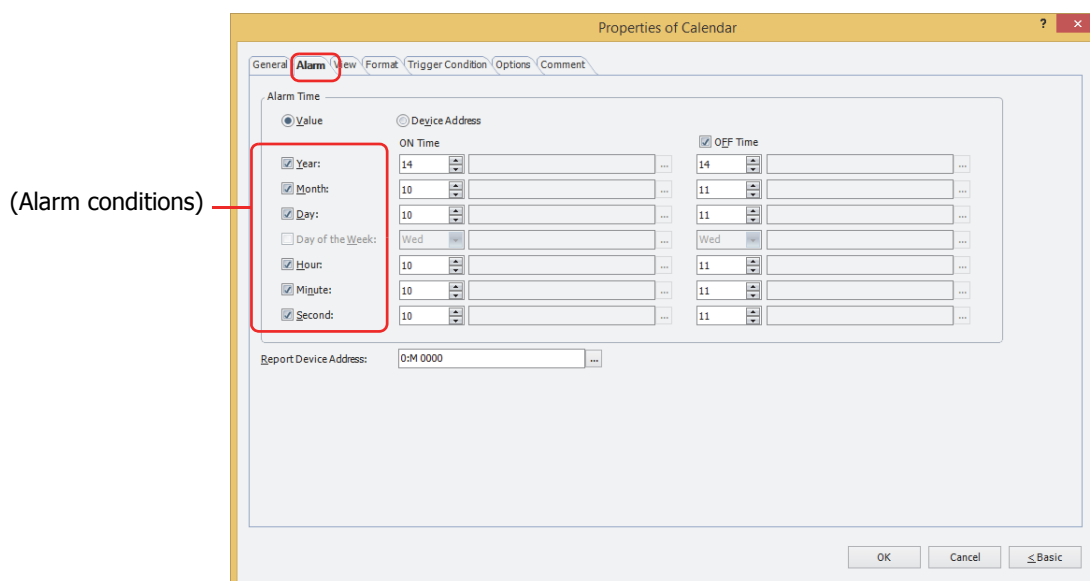 Properties of Calendar ? ×
General Alarm View Format Trigger Condition Options Comment
Alarm Time
Value Device Address
ON Time OFF Time
Year: 14 ... 14 ...
Month: 10 ... 11 ...
(Alarm conditions)
Day: 10 ... 11 ...
Day of the Week: Wed ... Wed ...
Hour: 10 ... 11 ...
Minute: 10 ... 11 ...
Second: 10 ... 11 ...
Report Device Address: 0:M 0000 ...
OK Cancel < Basic